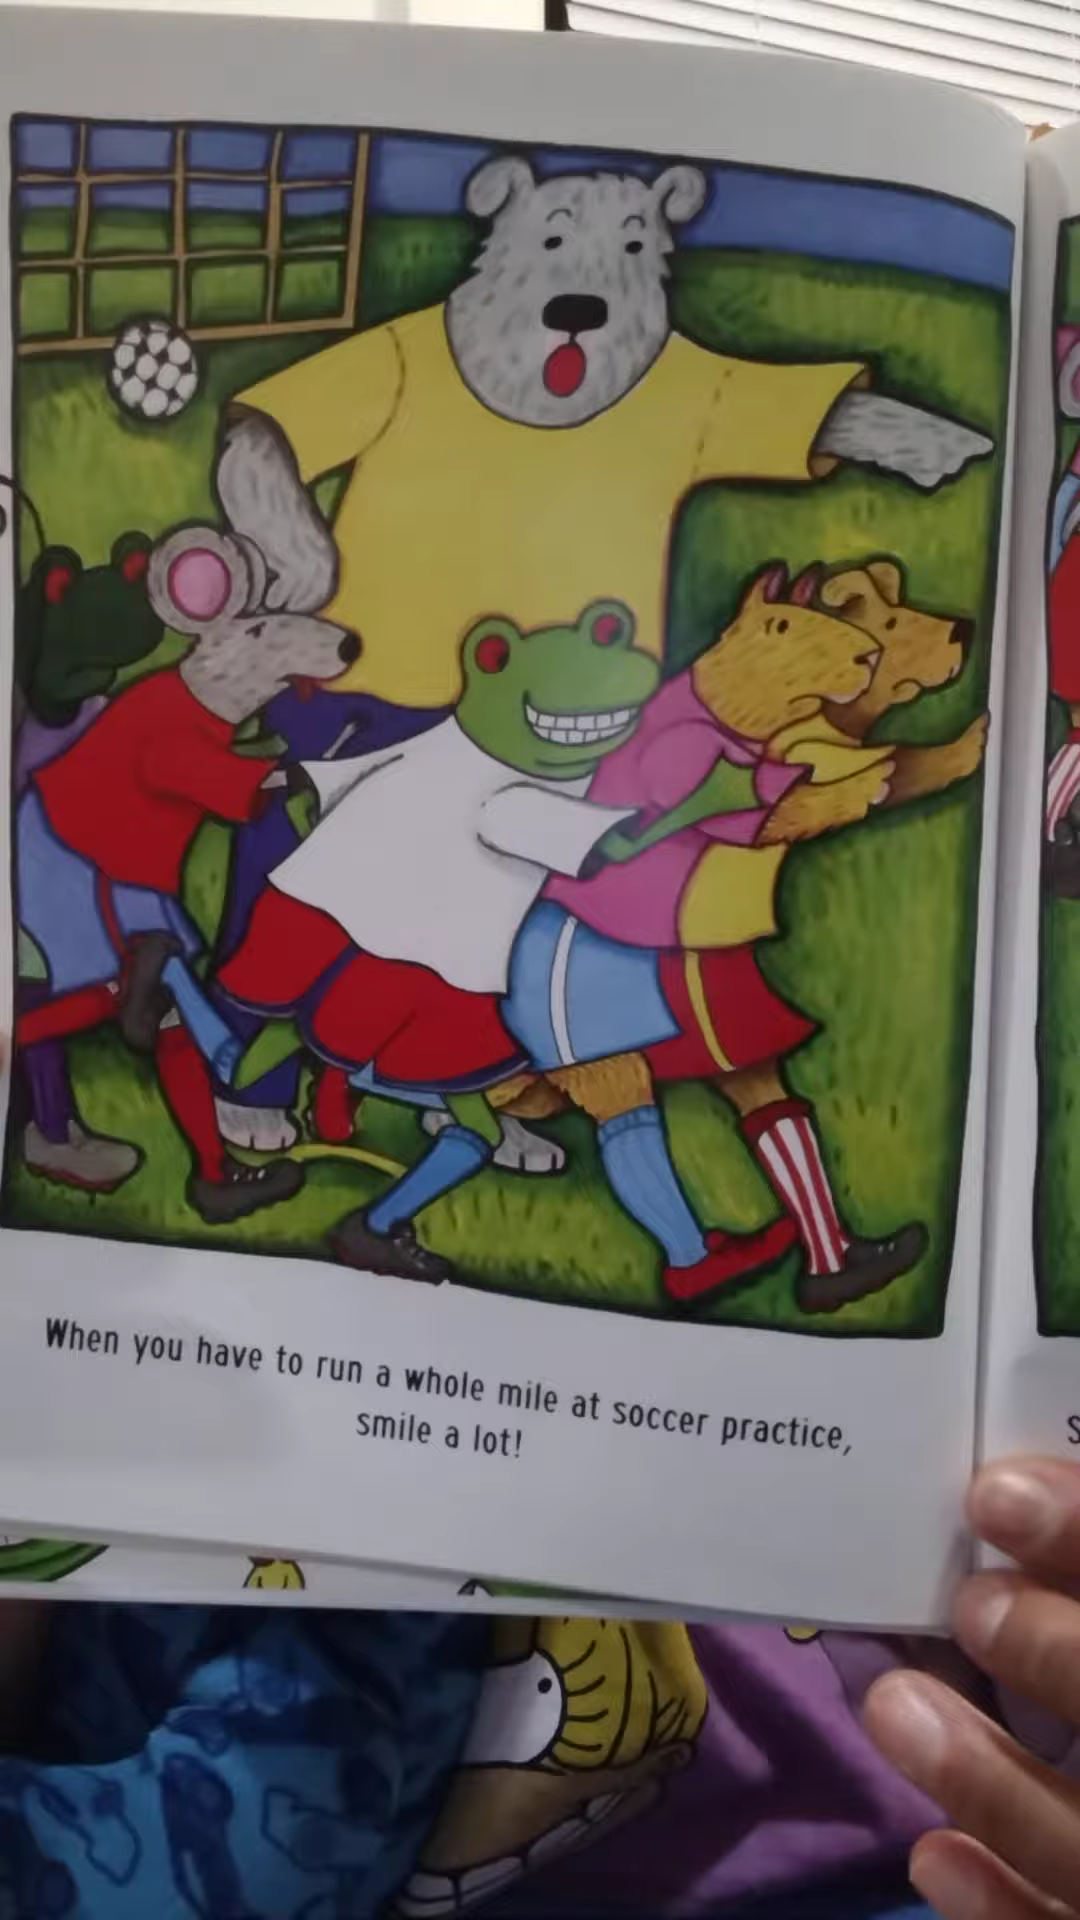 When you have to run a whole mile at soccer practice,
smile a lot!